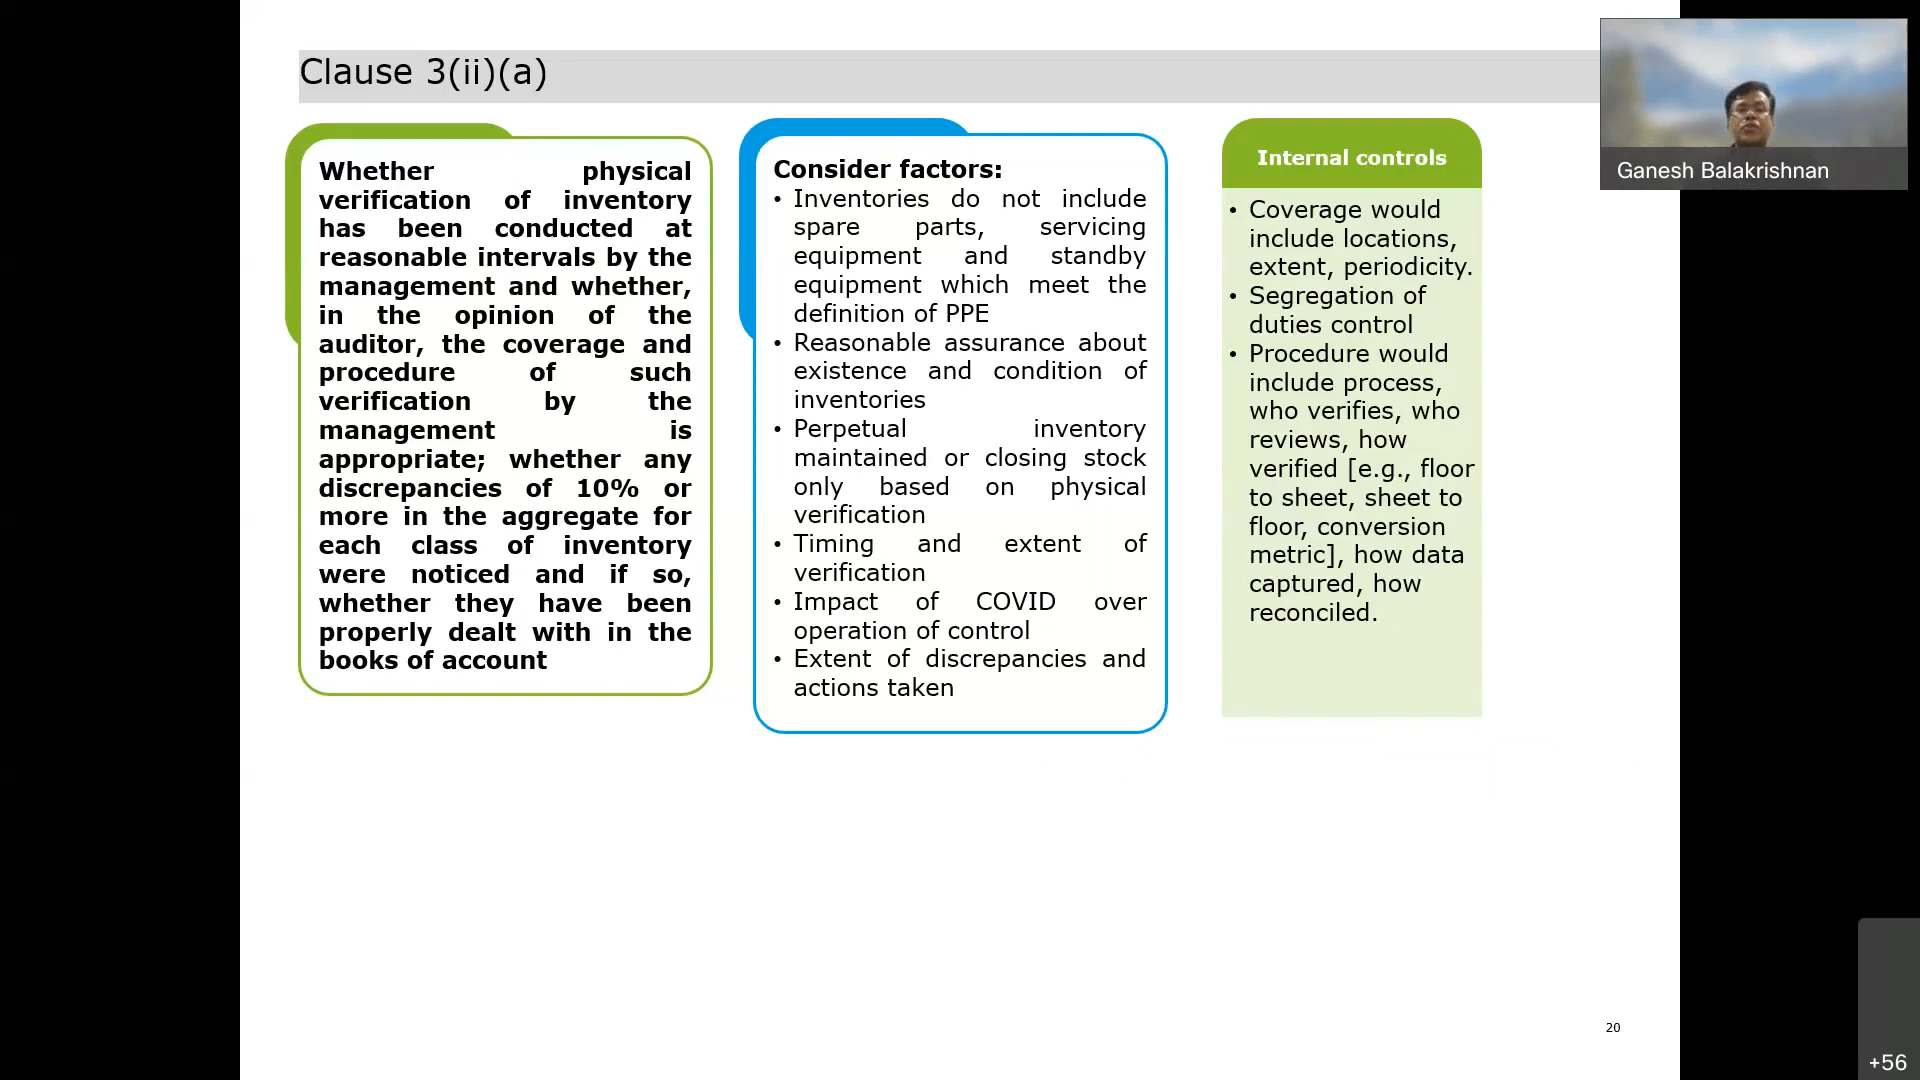 Clause 3(ii)(a)
Whether physical
verification of inventory
has been conducted at
reasonable intervals by the
management and whether,
in the opinion of the
auditor, the coverage and
procedure of such
verification by the
management is
appropriate; whether any
discrepancies of 10% or
more in the aggregate for
each class of inventory
were noticed and if so,
whether they have been
properly dealt with in the
books of account
Consider factors:
• Inventories do not include
spare parts, servicing
equipment and standby
equipment which meet the
definition of PPE
• Reasonable assurance about
existence and condition of
inventories
• Perpetual inventory
maintained or closing stock
only based on physical
verification
• Timing and extent of
verification
• Impact of COVID over
operation of control
• Extent of discrepancies and
actions taken
Internal controls
• Coverage would
include locations,
extent, periodicity.
• Segregation of
duties control
• Procedure would
include process,
who verifies, who
reviews, how
verified [e.g., floor
to sheet, sheet to
floor, conversion
metric], how data
captured, how
reconciled.
Ganesh Balakrishnan
20
+56